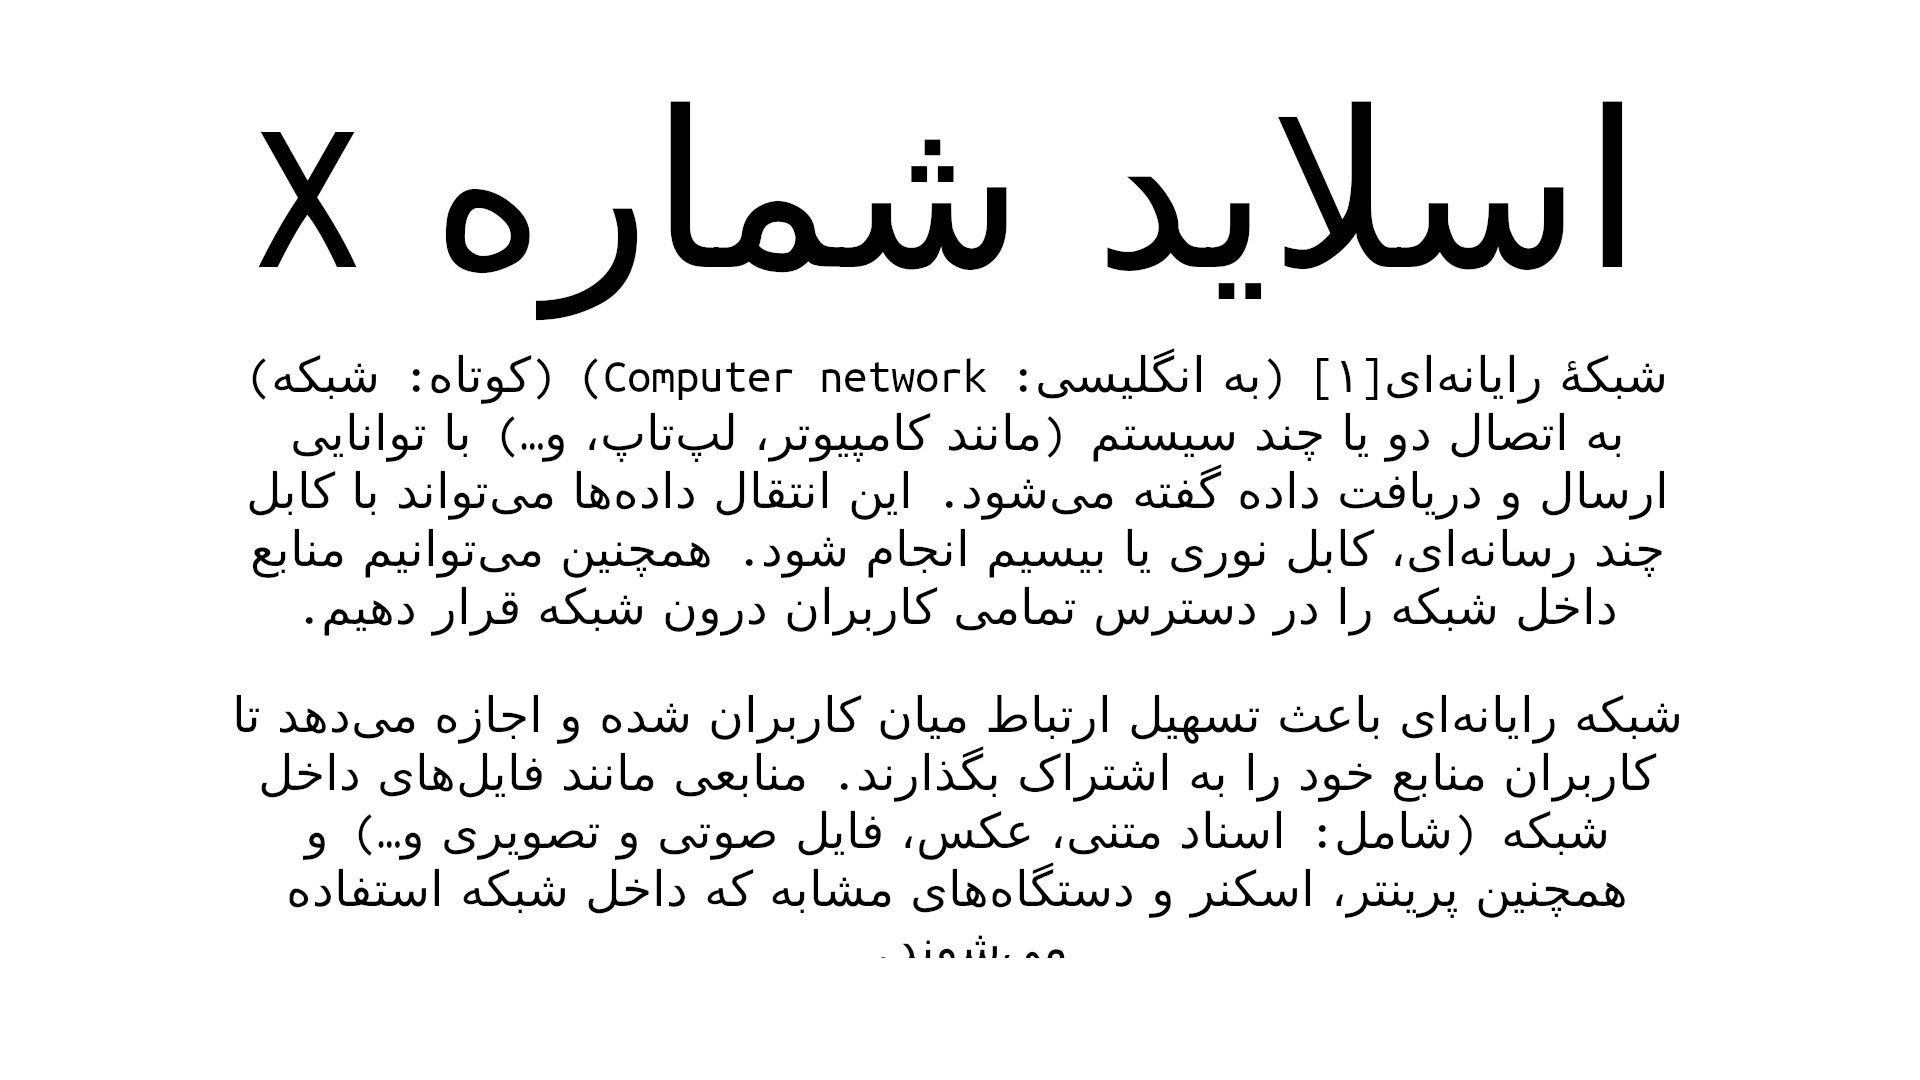 اسلاید شماره X
شبکهٔ رایانه‌ای[۱] (به انگلیسی: Computer network) (کوتاه: شبکه)
به اتصال دو یا چند سیستم (مانند کامپیوتر، لپ‌تاپ، و…) با توانایی
ارسال و دریافت داده گفته می‌شود. این انتقال داده‌ها می‌تواند با کابل
چند رسانه‌ای، کابل نوری یا بیسیم انجام شود. همچنین می‌توانیم منابع
داخل شبکه را در دسترس تمامی کاربران درون شبکه قرار دهیم.
شبکه رایانه‌ای باعث تسهیل ارتباط میان کاربران شده و اجازه می‌دهد تا
کاربران منابع خود را به اشتراک بگذارند. منابعی مانند فایل‌های داخل
شبکه (شامل: اسناد متنی، عکس، فایل صوتی و تصویری و…) و
همچنین پرینتر، اسکنر و دستگاه‌های مشابه که داخل شبکه استفاده
می‌شوند.